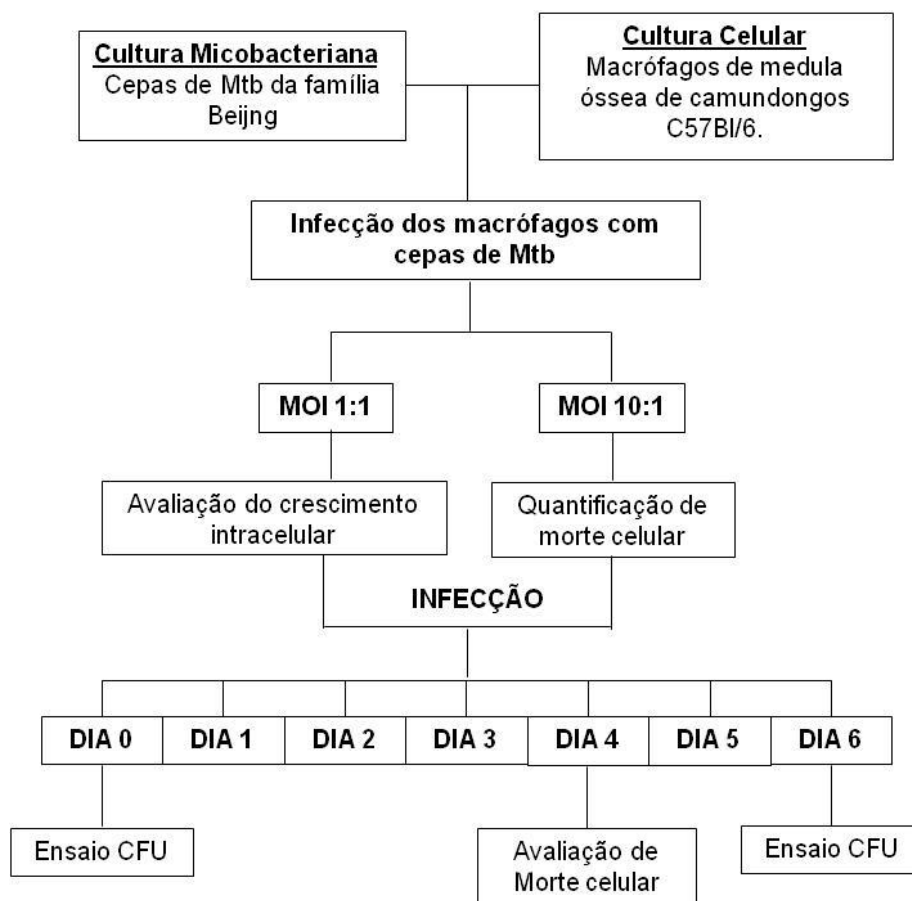 Cultura Micobacteriana
Cepas de Mtb da família
Beijng
Cultura Celular
Macrófagos de medula
óssea de camundongos
C57Bl/6.
Infecção dos macrófagos com
cepas de Mtb
MOI 1:1
MOI 10:1
Avaliação do crescimento
intracelular
Quantificação de
morte celular
INFECÇÃO
DIA 0
DIA 1
DIA 2
DIA 3
DIA 4
DIA 5
DIA 6
Ensaio CFU
Avaliação de
Morte celular
Ensaio CFU